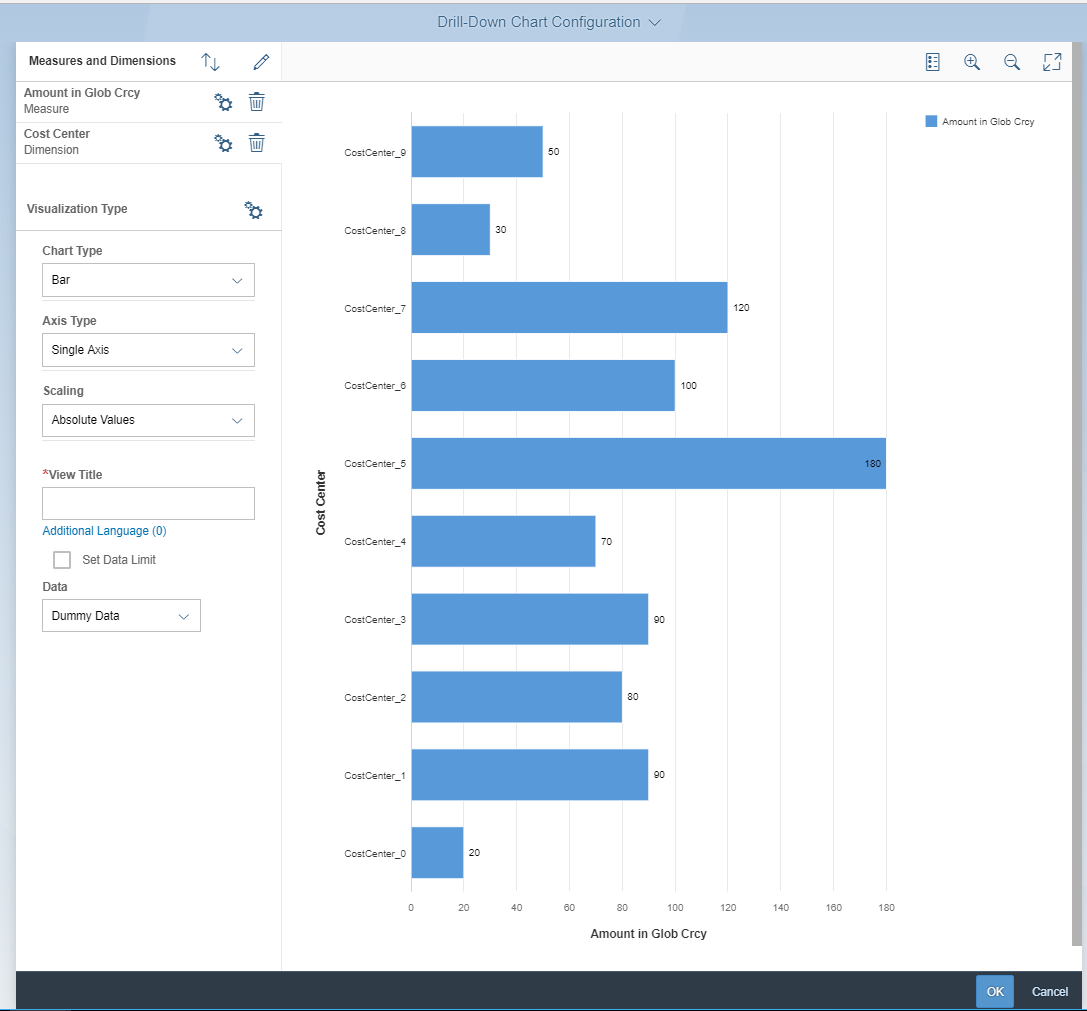 Drill-Down Chart Configuration
Measures and Dimensions
Amount in Glob Crcy
Measure
Cost Center
Dimension
Visualization Type
Chart Type
Bar
Axis Type
Single Axis
Scaling
Absolute Values
*View Title
Additional Language (0)
Set Data Limit
Data
Dummy Data
Amount in Glob Crcy
Cost Center
CostCenter_9 50
CostCenter_8 30
CostCenter_7 120
CostCenter_6 100
CostCenter_5 180
CostCenter_4 70
CostCenter_3 90
CostCenter_2 80
CostCenter_1 90
CostCenter_0 20
0 20 40 60 80 100 120 140 160 180
Amount in Glob Crcy
OK Cancel